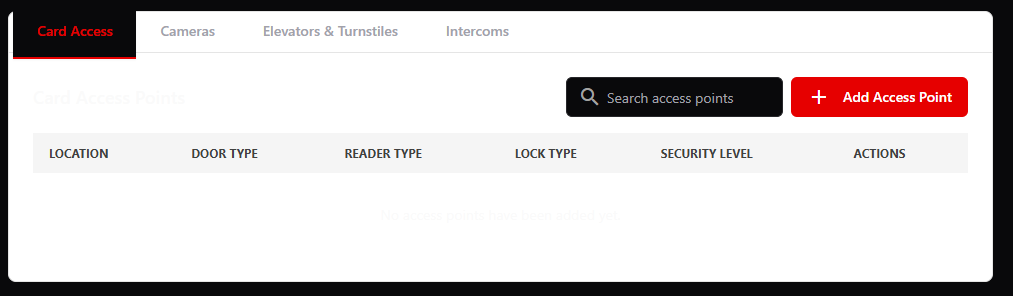 Card Access Cameras Elevators & Turnstiles Intercoms
Card Access Points Search access points Add Access Point
LOCATION DOOR TYPE READER TYPE LOCK TYPE SECURITY LEVEL ACTIONS
No access points have been added yet